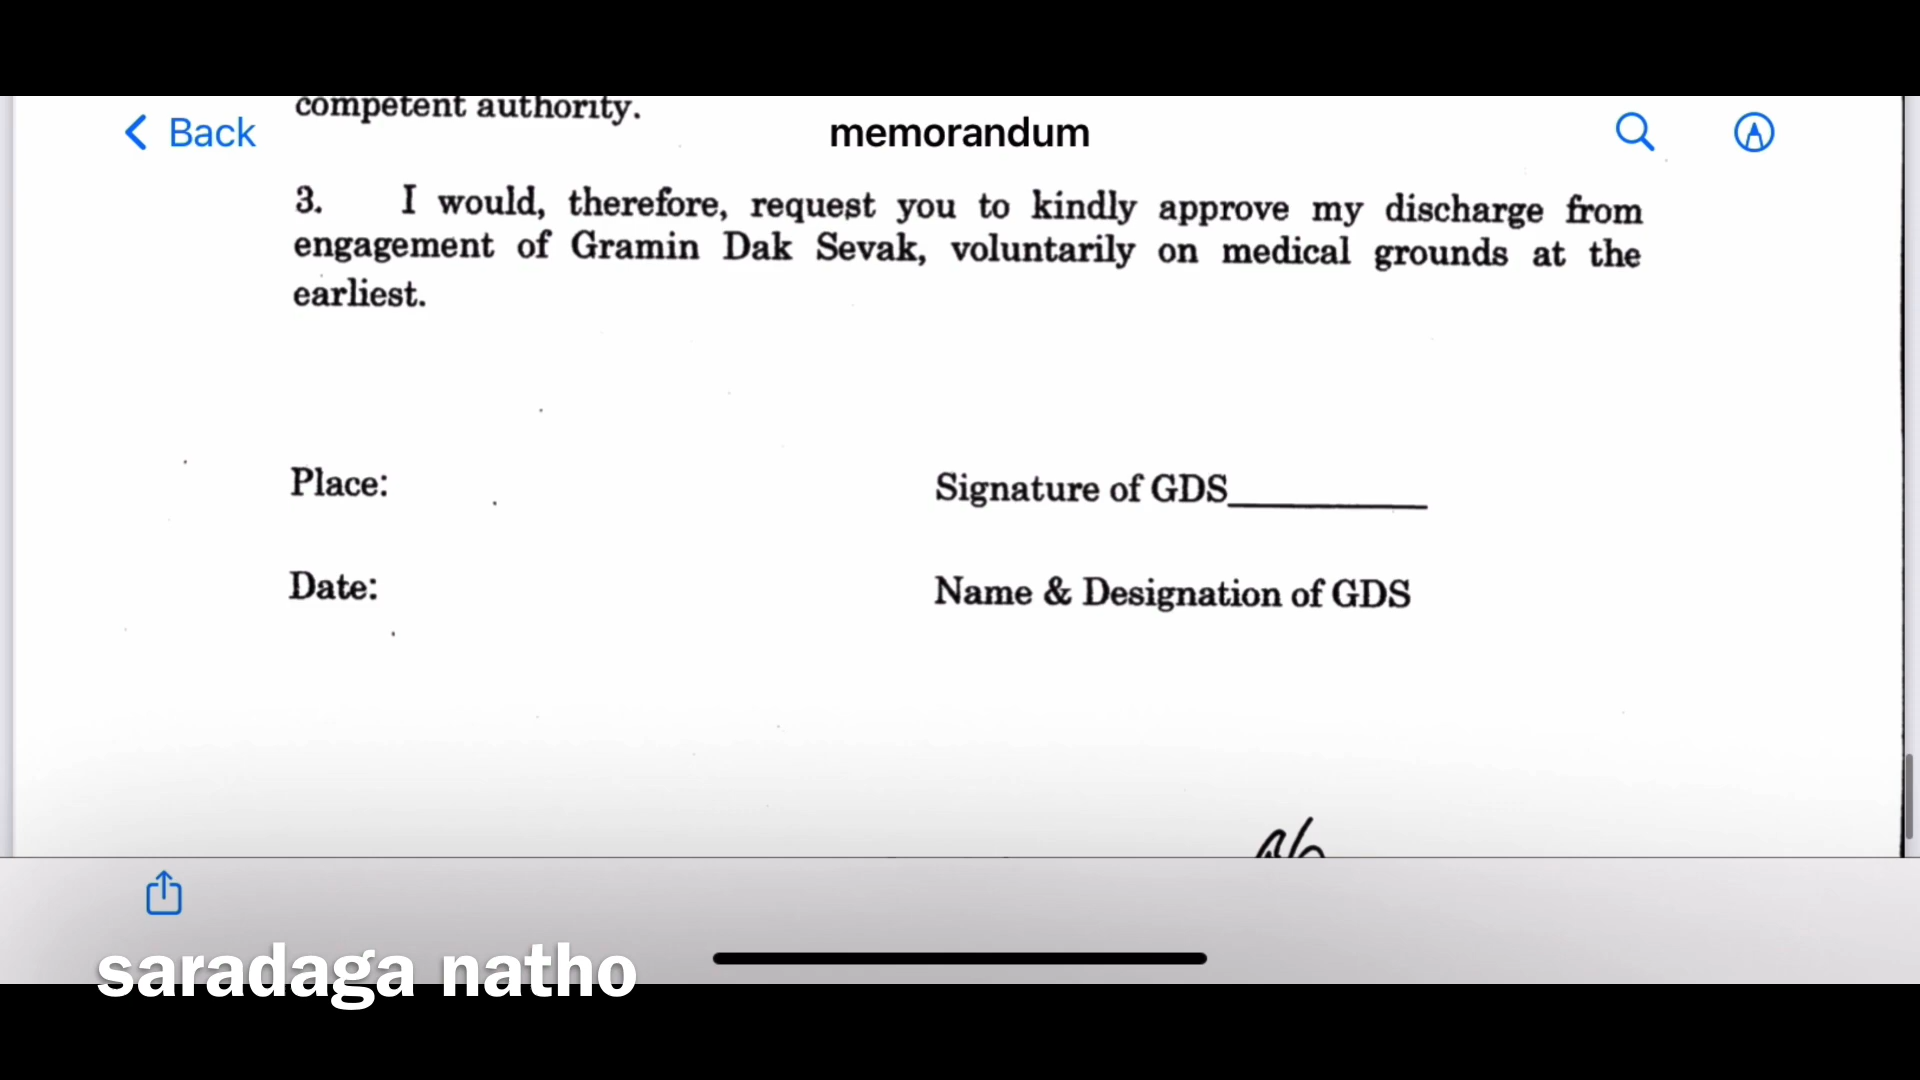 competent authority.
Back
memorandum
3. I would, therefore, request you to kindly approve my discharge from
engagement of Gramin Dak Sevak, voluntarily on medical grounds at the
earliest.
Place:
Signature of GDS
Date:
Name & Designation of GDS
saradaga natho